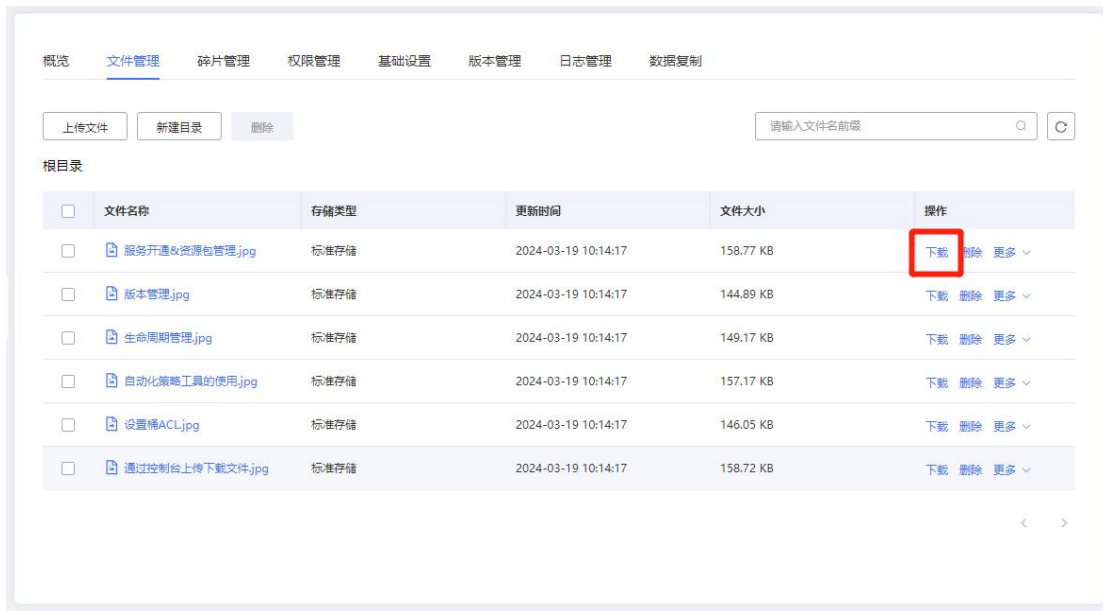 概览 文件管理 碎片管理 权限管理 基础设置 版本管理 日志管理 数据复制
上传文件 新建目录 删除 请输入文件名前缀
根目录
文件名称 存储类型 更新时间 文件大小 操作
服务开通&资源包管理.jpg 标准存储 2024-03-19 10:14:17 158.77 KB 下载 删除 更多
版本管理.jpg 标准存储 2024-03-19 10:14:17 144.89 KB 下载 删除 更多
生命周期管理.jpg 标准存储 2024-03-19 10:14:17 149.17 KB 下载 删除 更多
自动化策略工具的使用.jpg 标准存储 2024-03-19 10:14:17 157.17 KB 下载 删除 更多
设置桶ACL.jpg 标准存储 2024-03-19 10:14:17 146.05 KB 下载 删除 更多
通过控制台上传下载文件.jpg 标准存储 2024-03-19 10:14:17 158.72 KB 下载 删除 更多